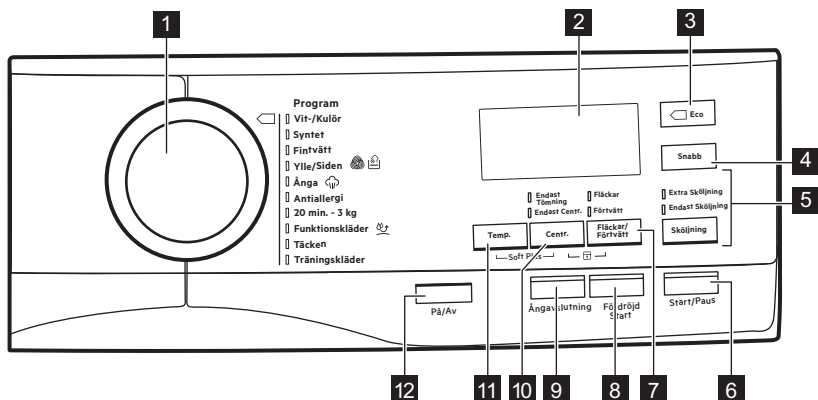 1
2
3
Program
Vit-/Kulör
Syntet
Fintvätt
Ylle/Siden
Ånga
Antiallergi
20 min. - 3 kg
Funktionskläder
Täcken
Träningskläder
Eco
Snabb
4
5
Extra Sköljning
Endast Sköljning
Sköljning
Endast
Tömning
Endast Centr.
Fläckar
Förtvätt
Temp.
Centr.
Fläckar/
Förtvätt
Soft Plus
På/Av
Ångavslutning
Fördröjd
Start
Start/Paus
12
11
10
9
8
7
6